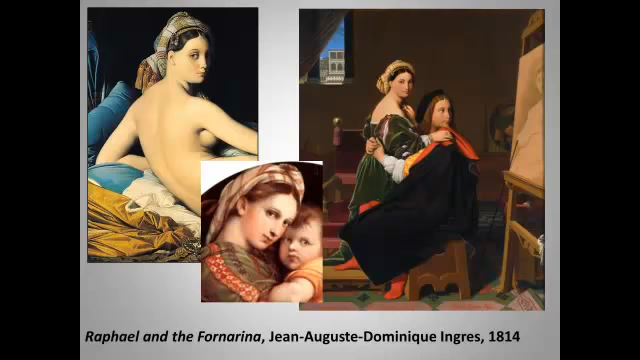 Raphael and the Fornarina, Jean-Auguste-Dominique Ingres, 1814